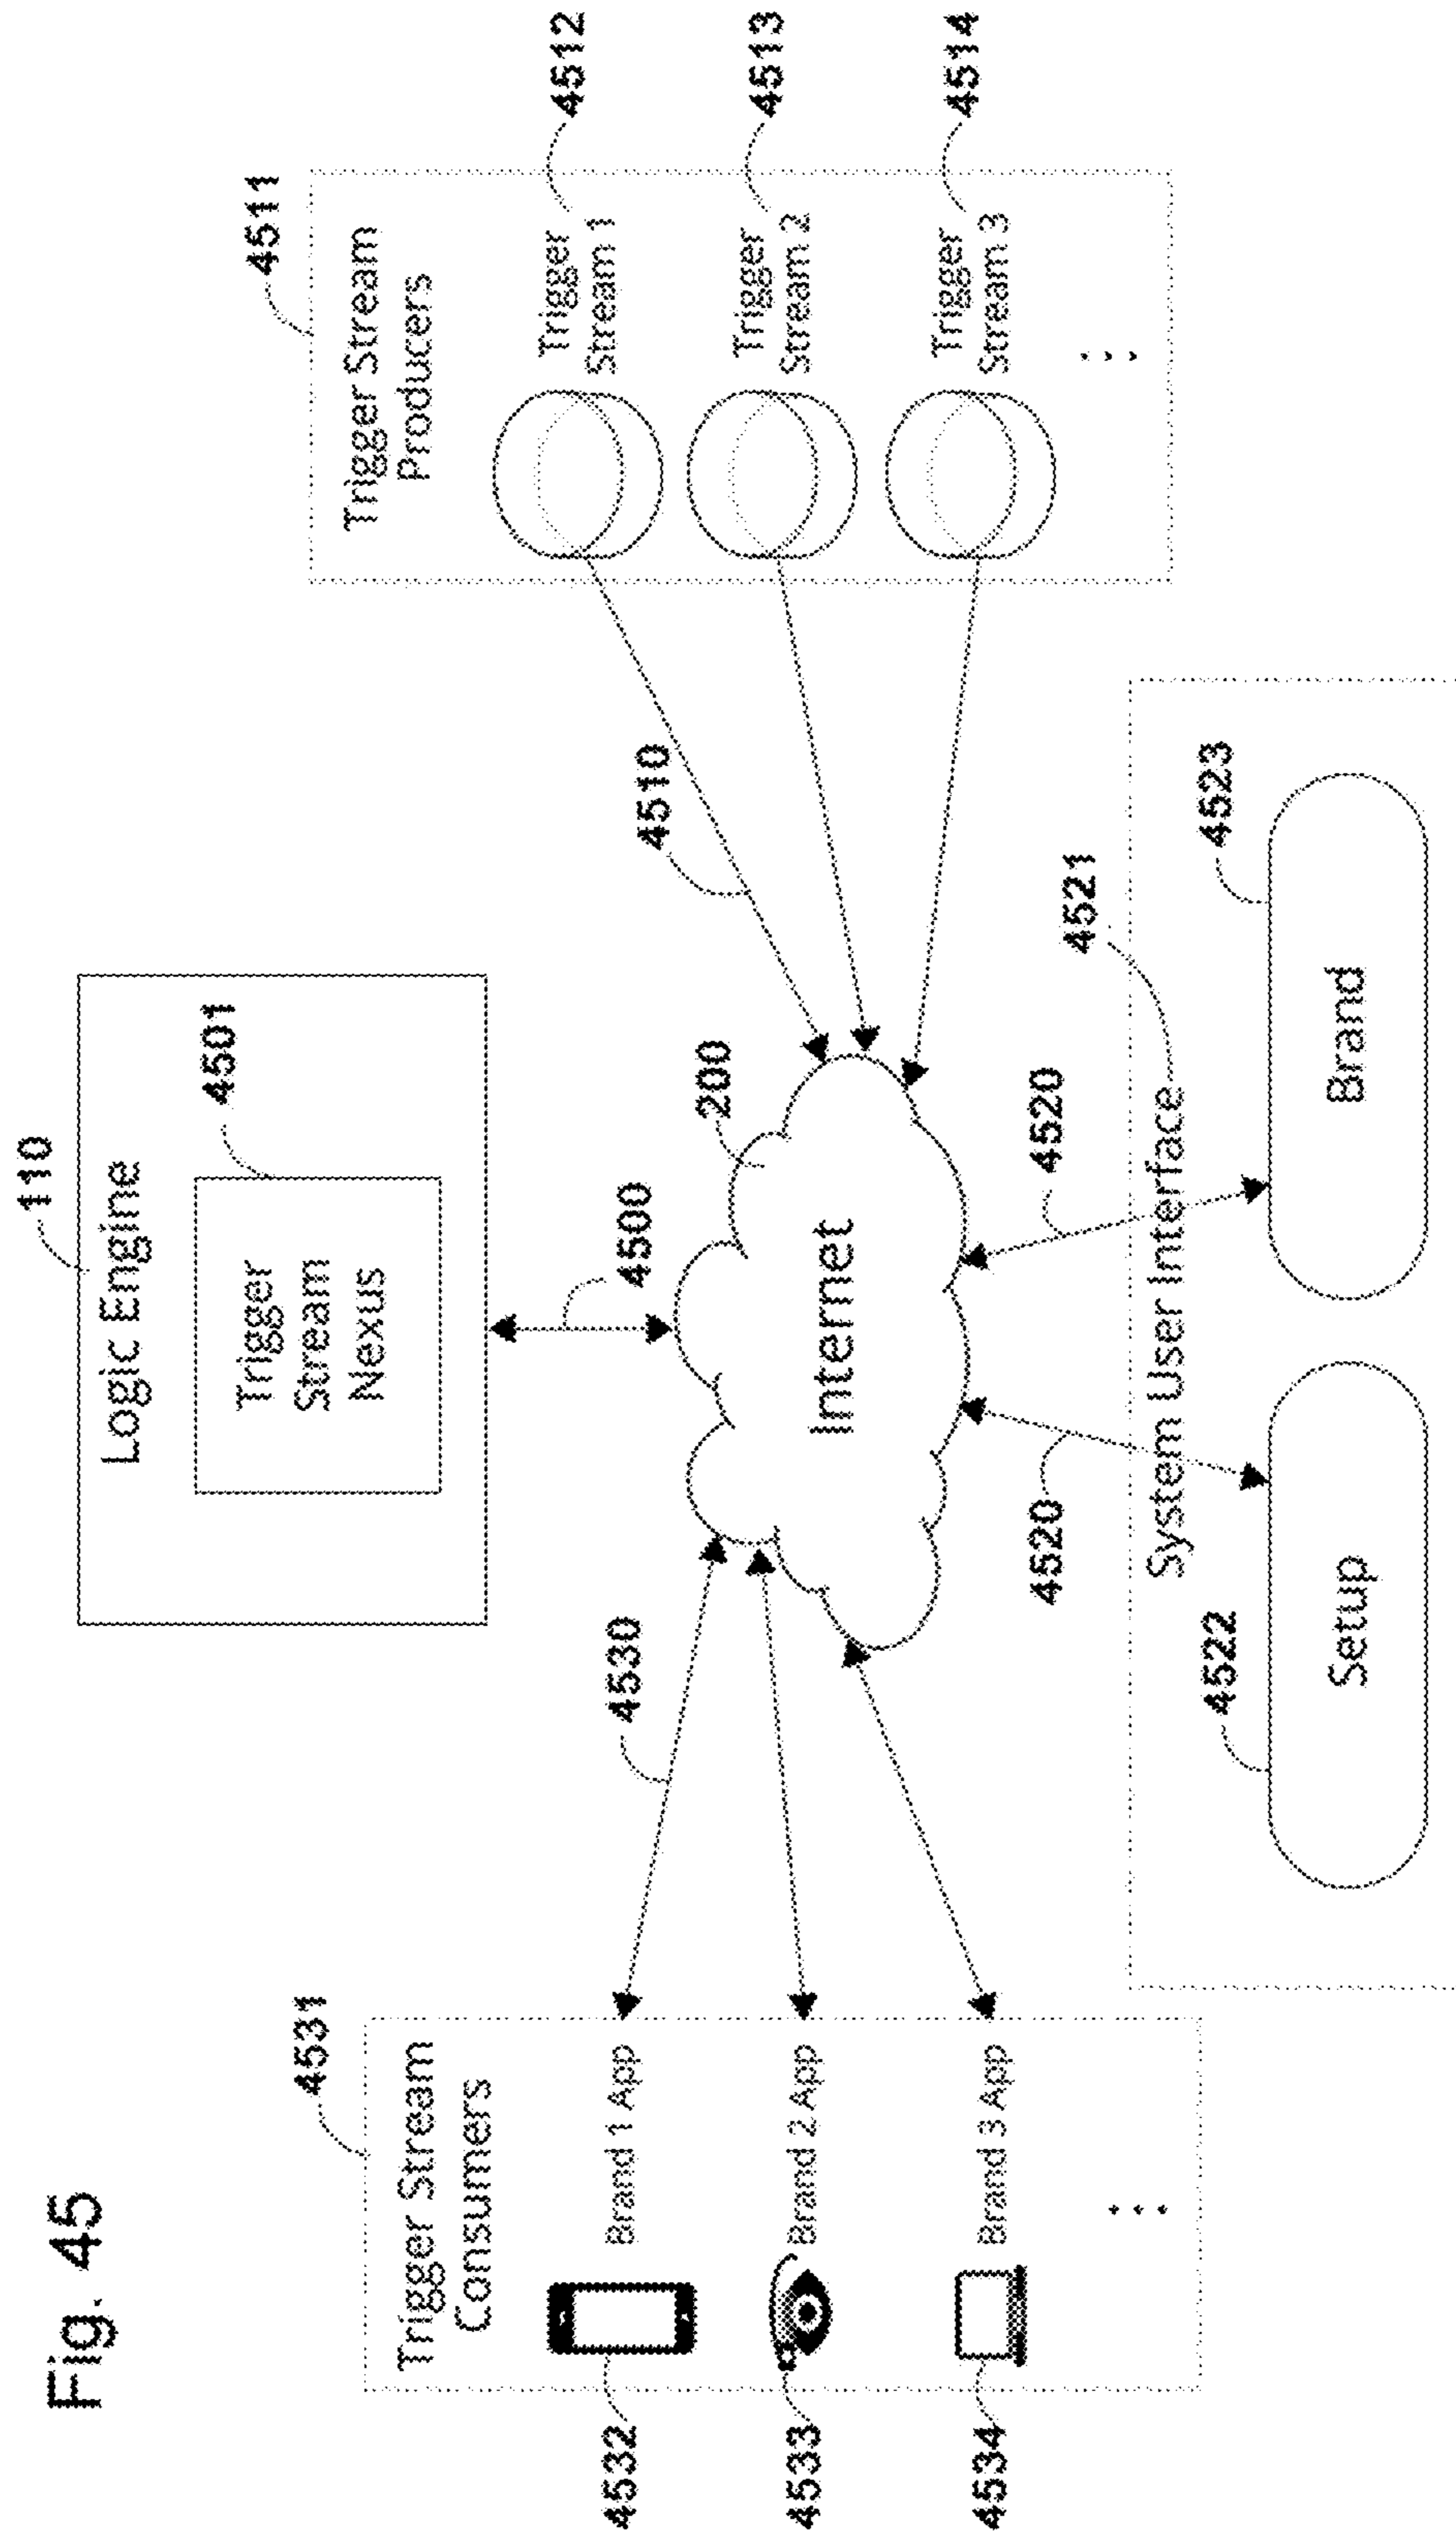 Fig. 45
110
Logic Engine
4501
Trigger
Stream
Nexus
4500
4531
Trigger Stream
Consumers
4532
Brand 1 App
4533
Brand 2 App
4534
Brand 3 App
...
4530
200
Internet
4510
4511
Trigger Stream
Producers
Trigger
Stream 1
4512
Trigger
Stream 2
4513
Trigger
Stream 3
4514
...
4520
4520
4521
System User Interface
4522
Setup
4523
Brand